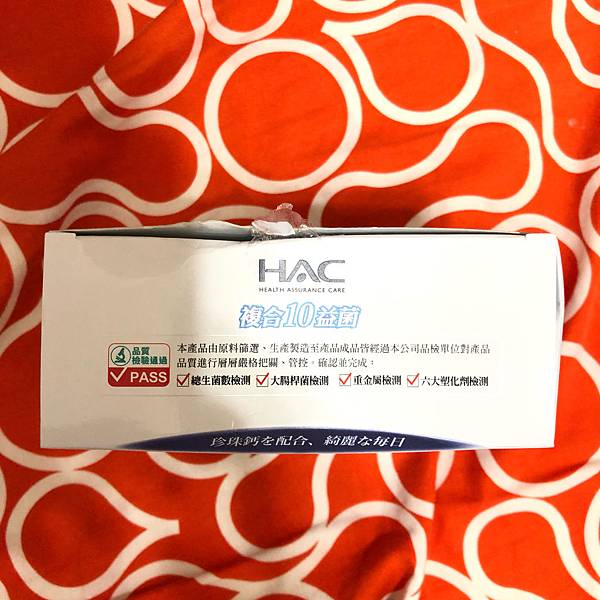 HAC
HEALTH ASSURANCE CARE
複合10益菌
品質
檢驗通過
PASS
本產品由原料篩選、生產製造至產品成品皆經過本公司品檢單位對產品
品質進行層層嚴格把關、管控。確認並完成：
總生菌數檢測 大腸桿菌檢測 重金屬檢測 六大塑化劑檢測
珍珠鈣を配合、綺麗な每日